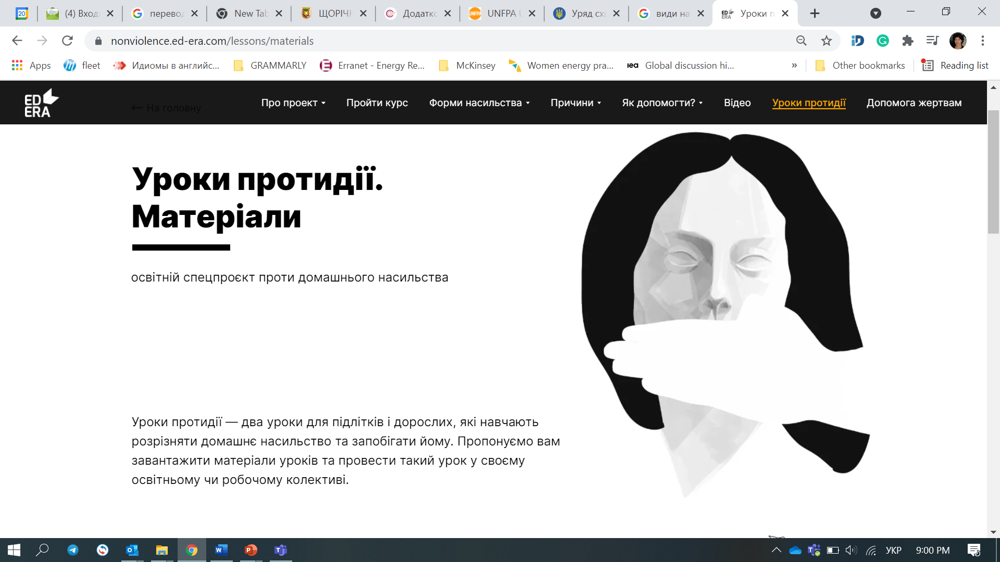 20
(4) Вход
перевод
New Tab
ЩОРІЧН
Додатко
UNFPA U
Уряд схв
види на
Уроки п
nonviolence.ed-era.com/lessons/materials
Apps
fleet
Идиомы в английс...
GRAMMARLY
Erranet - Energy Re...
McKinsey
Women energy pra...
iea Global discussion hi...
»
Other bookmarks
Reading list
ED
ERA
← На головну
Про проект
Пройти курс
Форми насильства
Причини
Як допомогти?
Відео
Уроки протидії
Допомога жертвам
Уроки протидії.
Матеріали
освітній спецпроєкт проти домашнього насильства
Уроки протидії — два уроки для підлітків і дорослих, які навчають
розрізняти домашнє насильство та запобігати йому. Пропонуємо вам
завантажити матеріали уроків та провести такий урок у своєму
освітньому чи робочому колективі.
УКР
9:00 PM